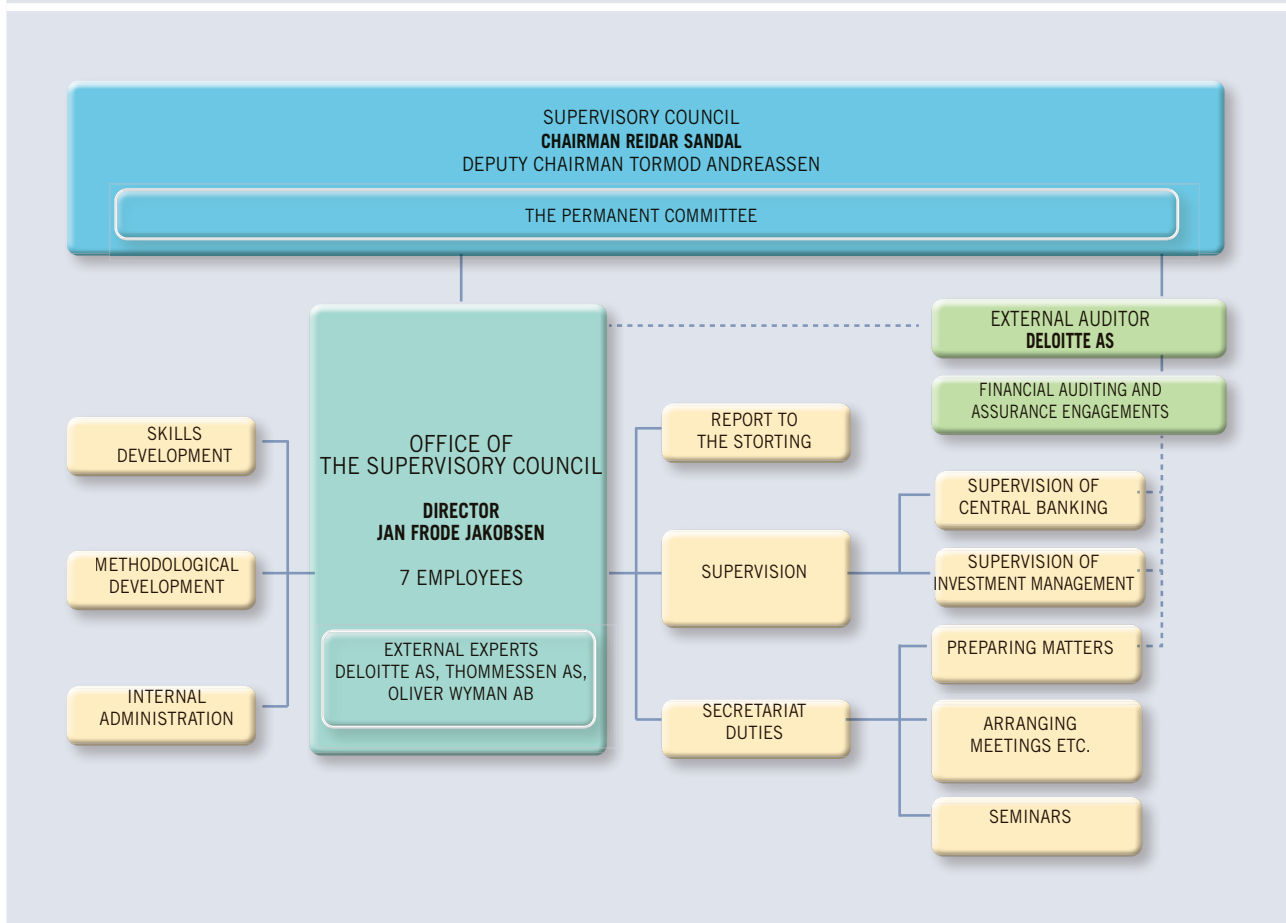 SUPERVISORY COUNCIL
CHAIRMAN REIDAR SANDAL
DEPUTY CHAIRMAN TORMOD ANDREASSEN
THE PERMANENT COMMITTEE
EXTERNAL AUDITOR
DELOITTE AS
FINANCIAL AUDITING AND
ASSURANCE ENGAGEMENTS
SKILLS
DEVELOPMENT
METHODOLOGICAL
DEVELOPMENT
INTERNAL
ADMINISTRATION
OFFICE OF
THE SUPERVISORY COUNCIL
DIRECTOR
JAN FRODE JAKOBSEN
7 EMPLOYEES
EXTERNAL EXPERTS
DELOITTE AS, THOMMESSEN AS,
OLIVER WYMAN AB
REPORT TO
THE STORTING
SUPERVISION
SECRETARIAT
DUTIES
SUPERVISION OF
CENTRAL BANKING
SUPERVISION OF
INVESTMENT MANAGEMENT
PREPARING MATTERS
ARRANGING
MEETINGS ETC.
SEMINARS